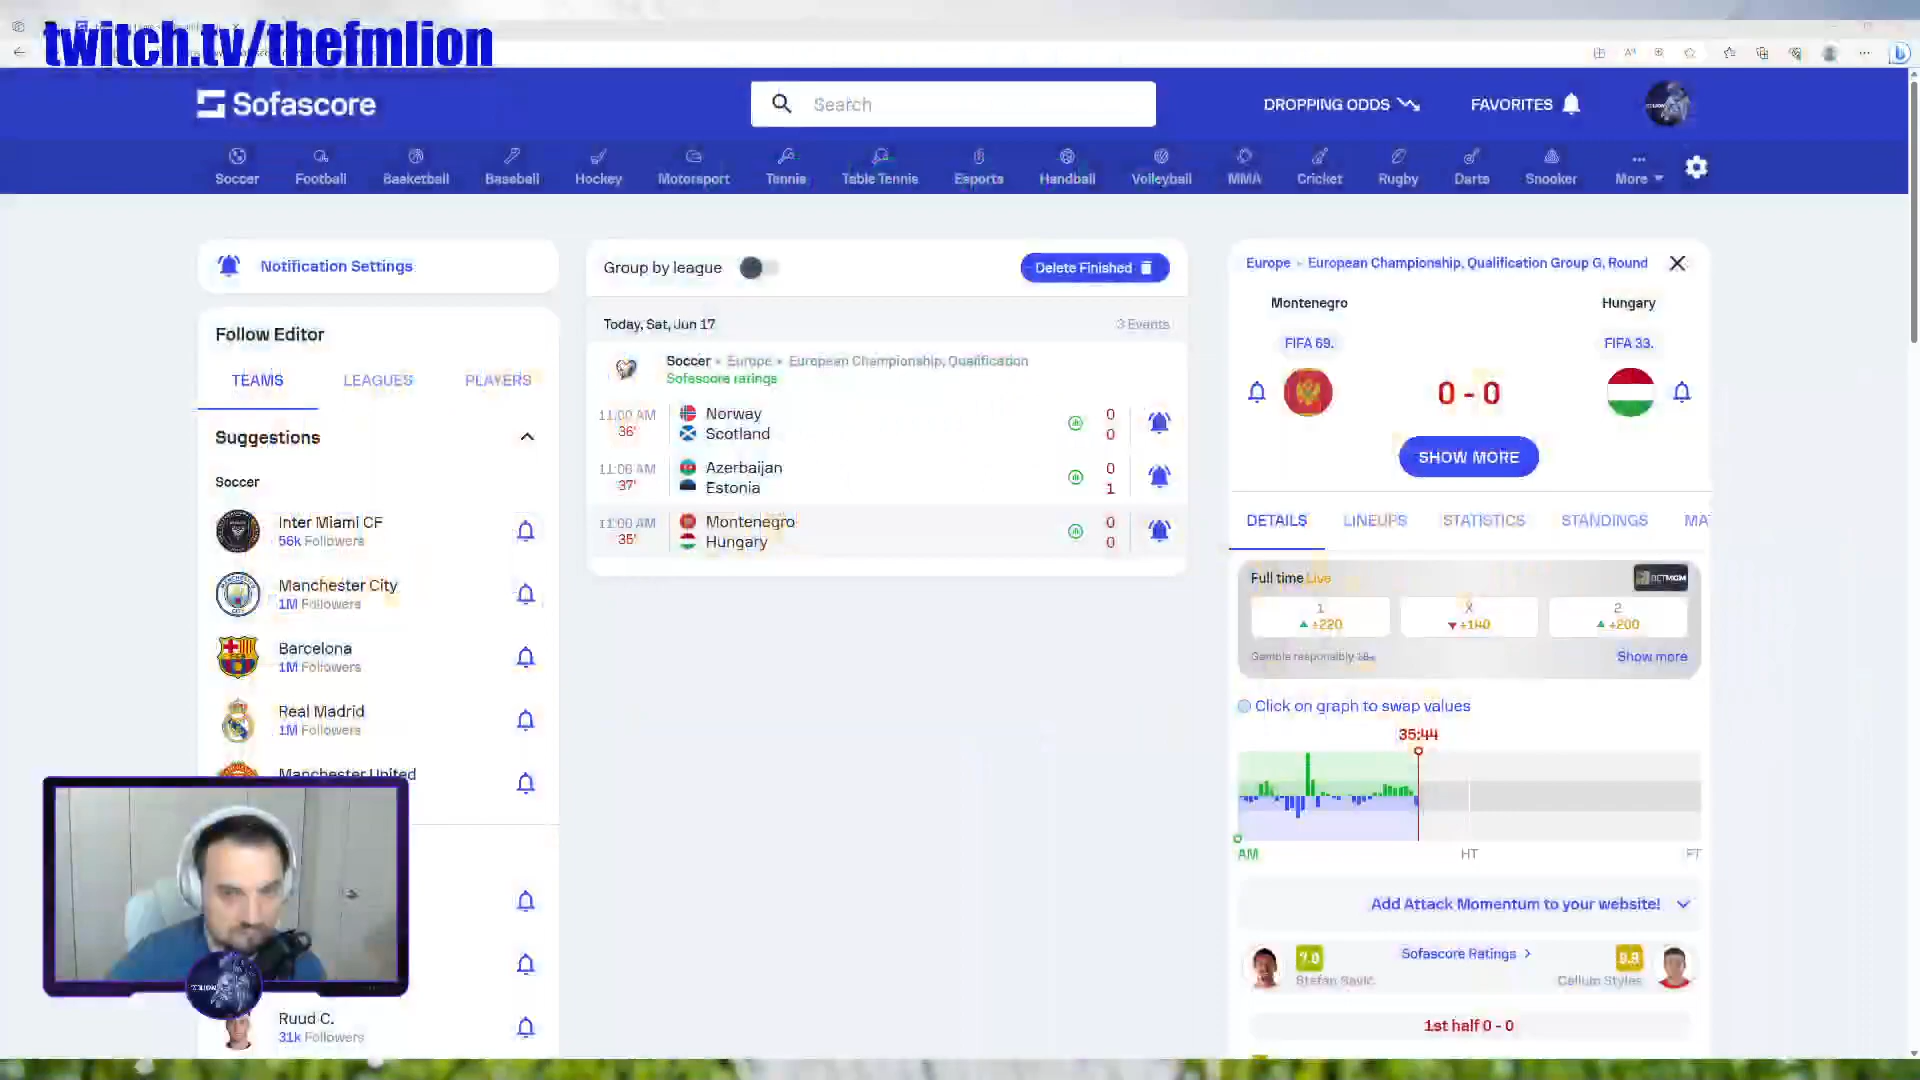 twitch.tv/thefmlion
Sofascore
Search
DROPPING ODDS
FAVORITES
Soccer
Football
Basketball
Baseball
Hockey
Motorsport
Tennis
Table Tennis
Esports
Handball
Volleyball
MMA
Cricket
Rugby
Darts
Snooker
More
Notification Settings
Follow Editor
TEAMS
LEAGUES
PLAYERS
Suggestions
Soccer
Inter Miami CF
56k Followers
Manchester City
1M Followers
Barcelona
1M Followers
Real Madrid
1M Followers
Manchester United
Ruud C.
31k Followers
Group by league
Delete Finished
Today, Sat, Jun 17
3 Events
Soccer • Europe • European Championship, Qualification
Sofascore ratings
11:00 AM
36'
Norway
Scotland
0
0
37'
Azerbaijan
Estonia
0
1
11:00 AM
35'
Montenegro
Hungary
0
0
Europe
European Championship, Qualification Group G, Round
Montenegro
Hungary
FIFA 69.
FIFA 33.
0 - 0
SHOW MORE
DETAILS
LINEUPS
STATISTICS
STANDINGS
MA
Full time Live
BETMGM
1
+220
X
+140
2
+200
Gamble responsibly 18+
Show more
Click on graph to swap values
35:44
AM
HT
FT
Add Attack Momentum to your website!
7.0
Sofascore Ratings >
Stefan Savić
Callum Styles
1st half 0 - 0